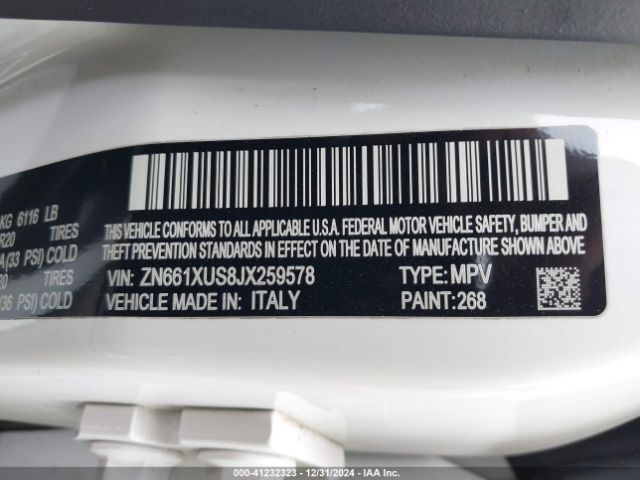 KG 6116 LB
R20 TIRES
A(33 PSI) COLD
20 TIRES
(36 PSI) COLD
THIS VEHICLE CONFORMS TO ALL APPLICABLE U.S.A. FEDERAL MOTOR VEHICLE SAFETY, BUMPER AND
THEFT PREVENTION STANDARDS IN EFFECT ON THE DATE OF MANUFACTURE SHOWN ABOVE
VIN: ZN661XUS8JX259578 TYPE: MPV
VEHICLE MADE IN: ITALY PAINT: 268
000-41232323 - 12/31/2024 - IAA Inc.